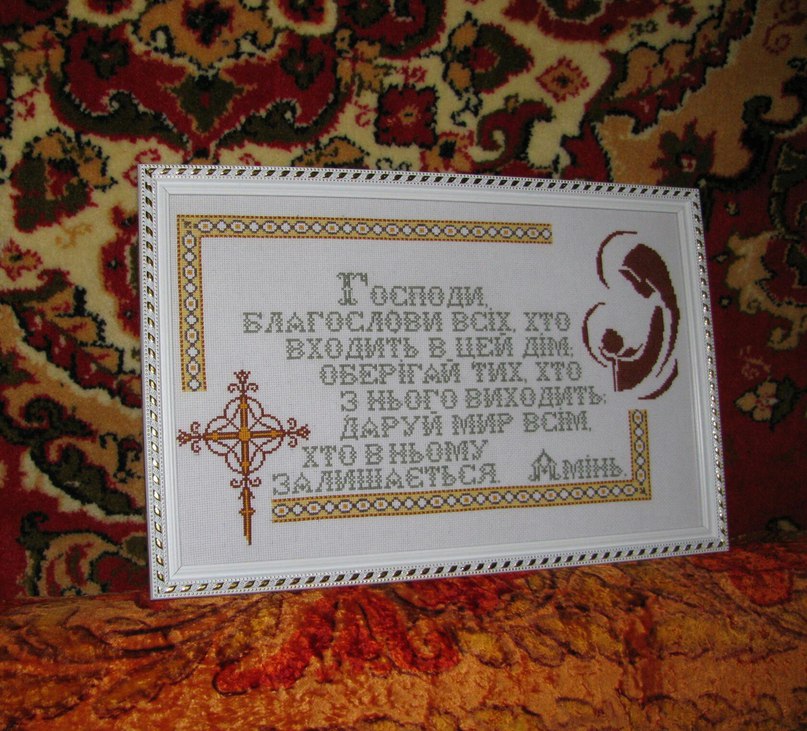 Господи,
БЛАГОСЛОВИ ВСІХ, ХТО
ВХОДИТЬ В ЦЕЙ ДІМ;
ОБЕРІГАЙ ТИХ, ХТО
З НЬОГО ВИХОДИТЬ;
ДАРУЙ МИР ВСІМ,
ХТО В НЬОМУ
ЗАЛИШАЄТЬСЯ. АМІНЬ.